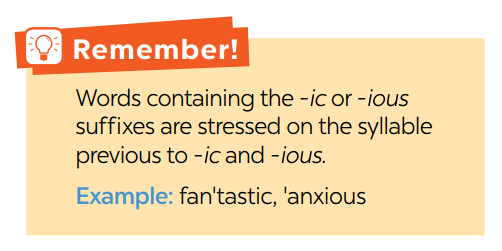 Remember!
Words containing the -ic or -ious
suffixes are stressed on the syllable
previous to -ic and -ious.
Example: fan'tastic, 'anxious